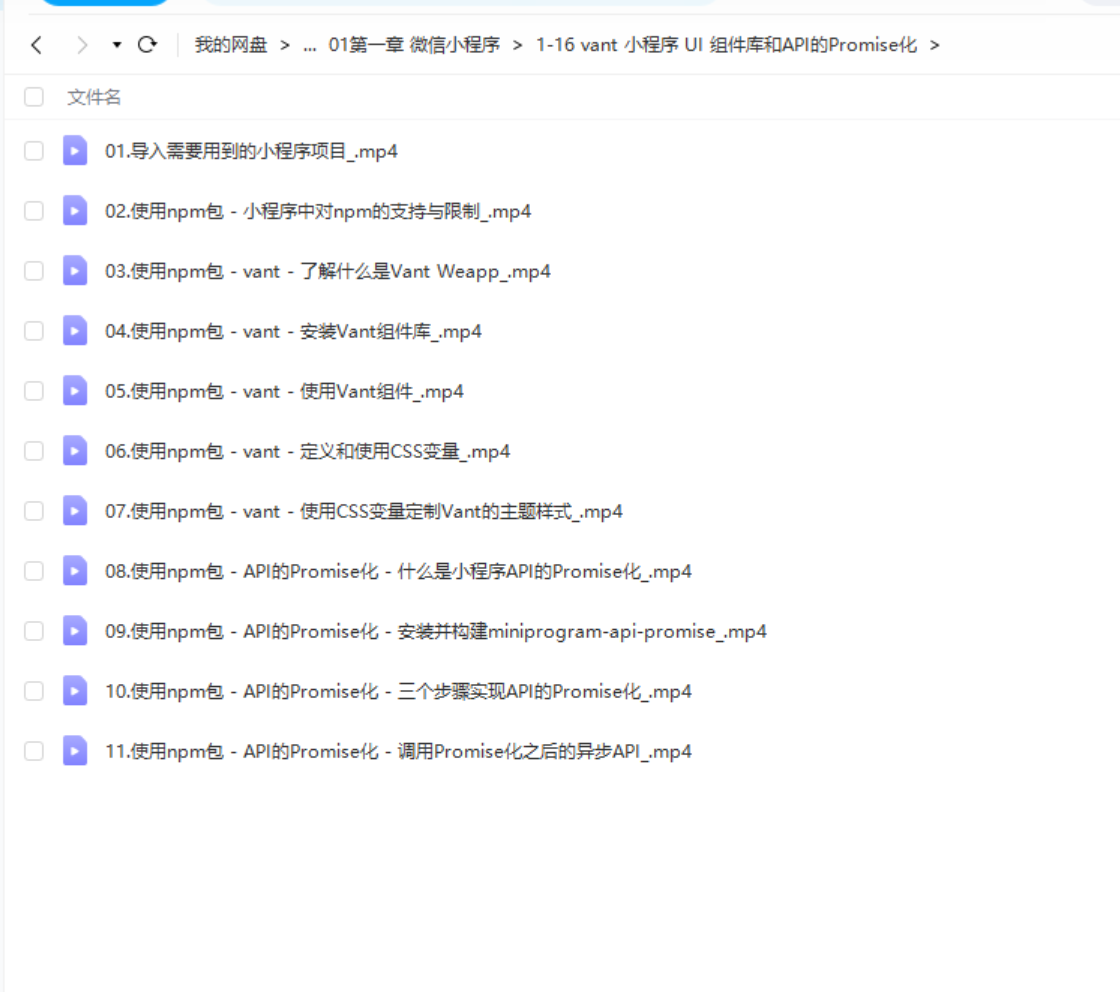 我的网盘 > ... 01第一章 微信小程序 > 1-16 vant 小程序 UI 组件库和API的Promise化 >
文件名
01.导入需要用到的小程序项目_.mp4
02.使用npm包 - 小程序中对npm的支持与限制_.mp4
03.使用npm包 - vant - 了解什么是Vant Weapp_.mp4
04.使用npm包 - vant - 安装Vant组件库_.mp4
05.使用npm包 - vant - 使用Vant组件_.mp4
06.使用npm包 - vant - 定义和使用CSS变量_.mp4
07.使用npm包 - vant - 使用CSS变量定制Vant的主题样式_.mp4
08.使用npm包 - API的Promise化 - 什么是小程序API的Promise化_.mp4
09.使用npm包 - API的Promise化 - 安装并构建miniprogram-api-promise_.mp4
10.使用npm包 - API的Promise化 - 三个步骤实现API的Promise化_.mp4
11.使用npm包 - API的Promise化 - 调用Promise化之后的异步API_.mp4